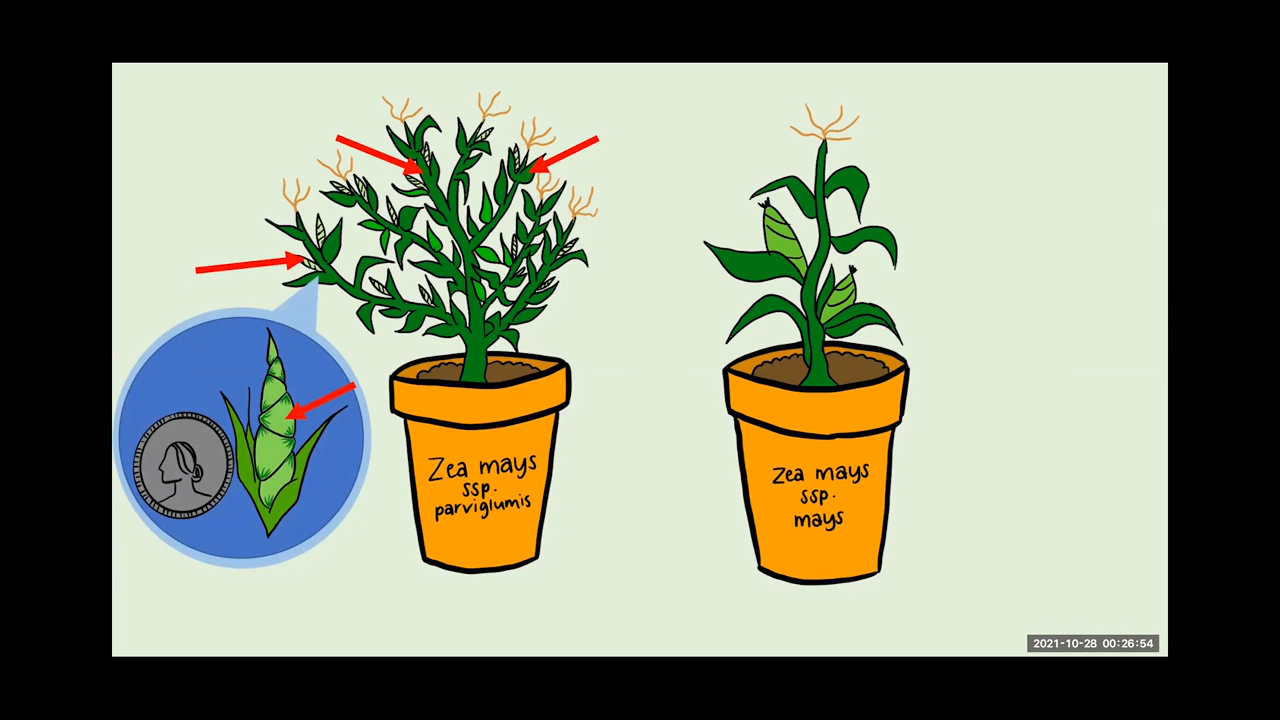 Zea mays
ssp.
parviglumis
Zea mays
ssp.
mays
2021-10-28 00:26:54